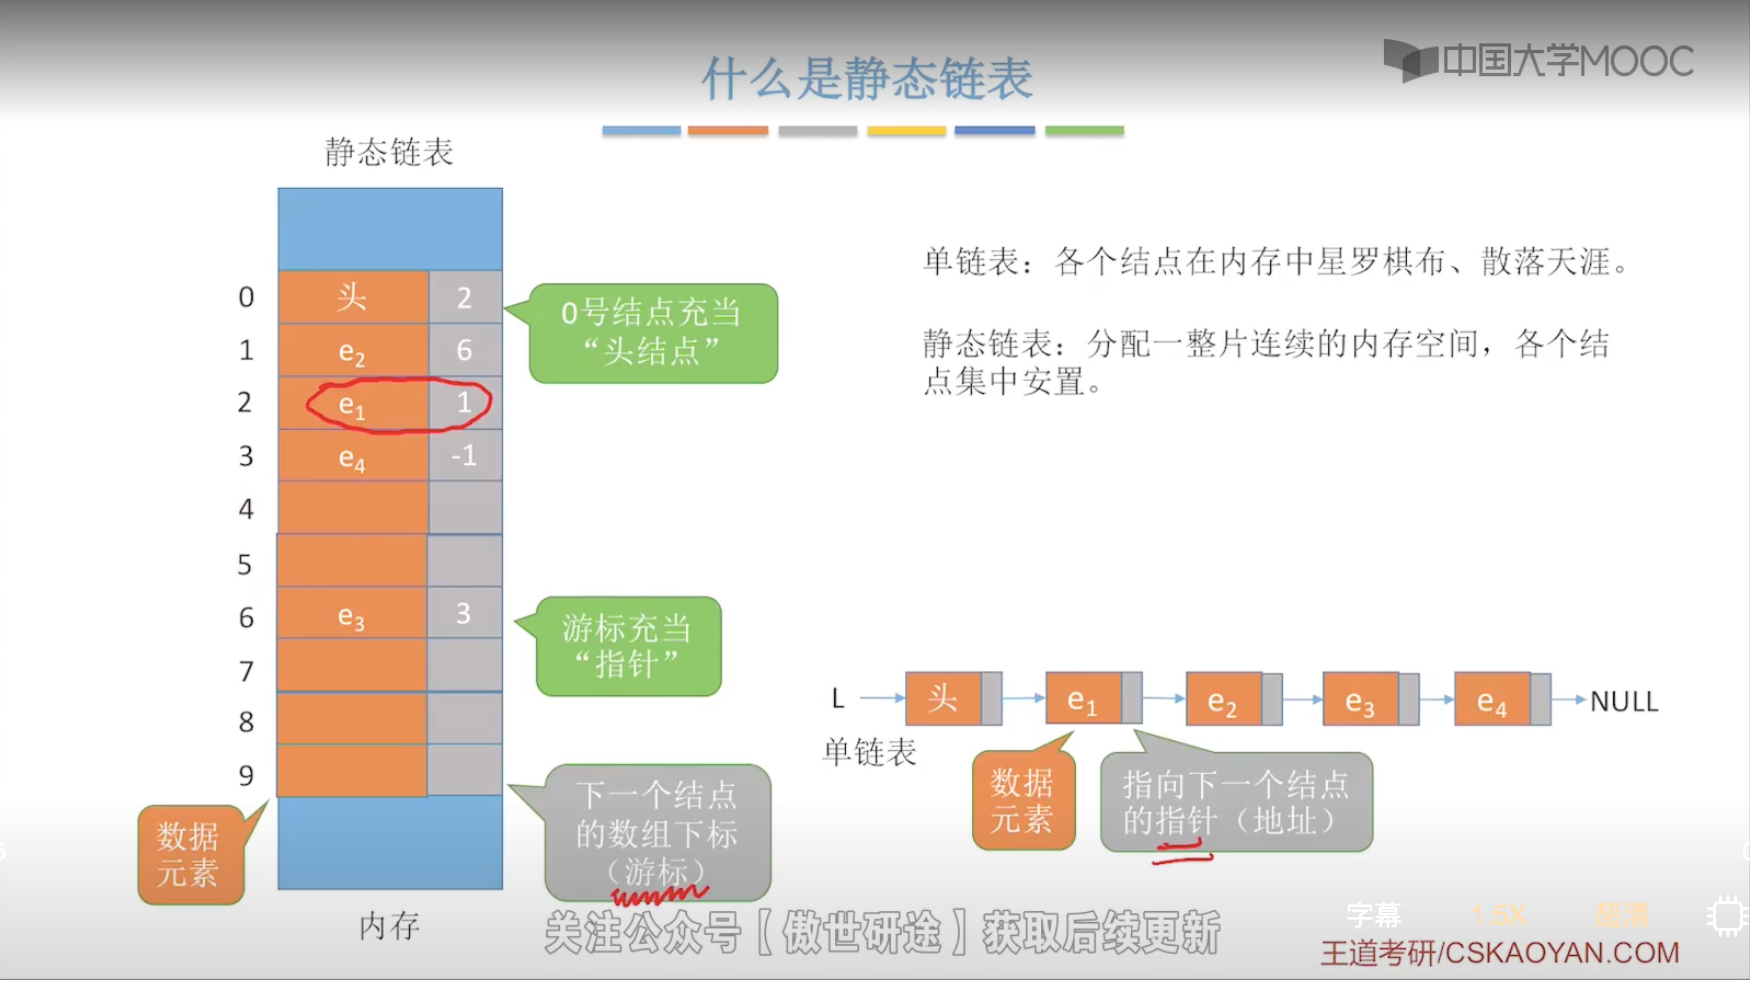 什么是静态链表
中国大学MOOC
静态链表
0 头 2
1 e₂ 6
2 e₁ 1
3 e₄ -1
4
5
6 e₃ 3
7
8
9
0号结点充当
“头结点”
游标充当
“指针”
下一个结点
的数组下标
（游标）
数据
元素
内存
单链表：各个结点在内存中星罗棋布、散落天涯。
静态链表：分配一整片连续的内存空间，各个结
点集中安置。
L 头 e₁ e₂ e₃ e₄ NULL
单链表
数据
元素
指向下一个结点
的指针（地址）
关注公众号【傲世研途】获取后续更新
字幕 1.5X 超清
王道考研/CSKAOYAN.COM